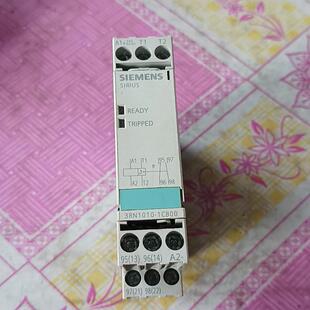 A1+ T1 T2
SIEMENS
SIRIUS
READY
TRIPPED
A1 T1 95 97
A2 T2 96 98
3RN1010-1CB00
95(13) 96(14) A2-
97(21) 98(22)